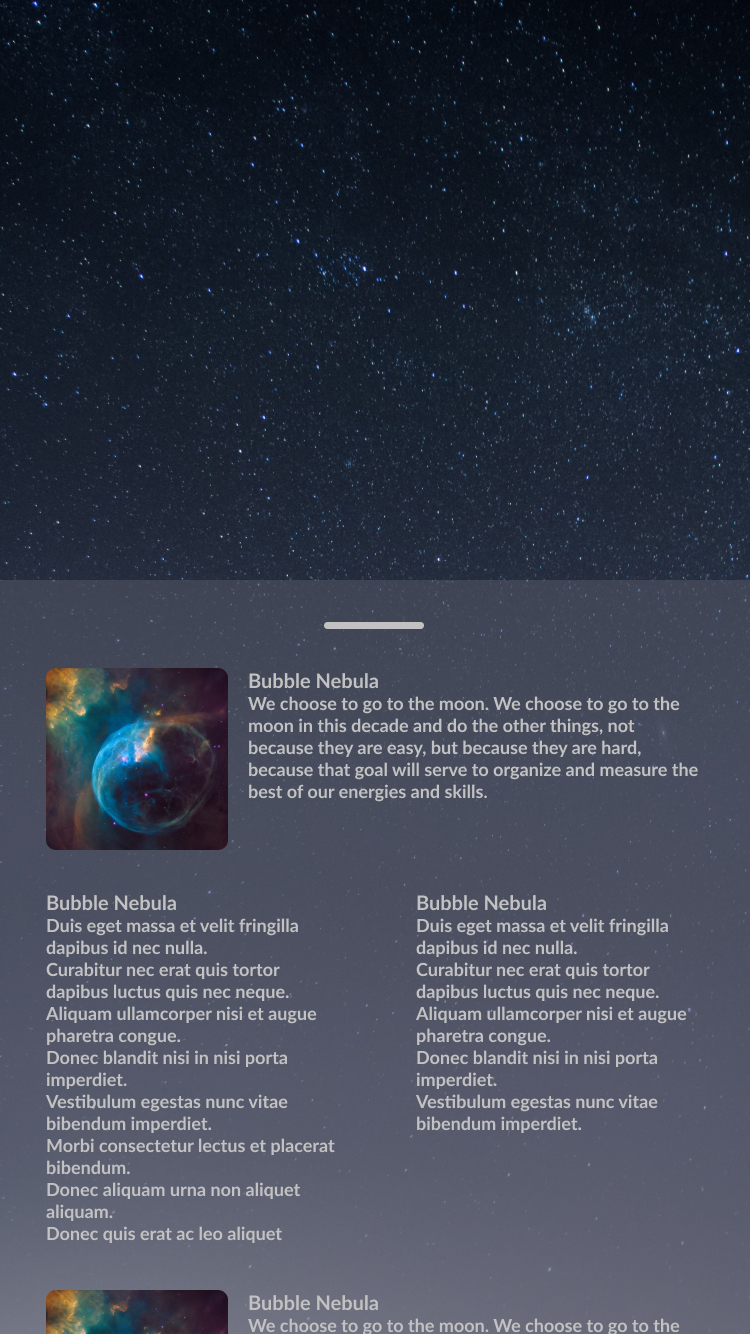 Bubble Nebula
We choose to go to the moon. We choose to go to the
moon in this decade and do the other things, not
because they are easy, but because they are hard,
because that goal will serve to organize and measure the
best of our energies and skills.
Bubble Nebula
Duis eget massa et velit fringilla
dapibus id nec nulla.
Curabitur nec erat quis tortor
dapibus luctus quis nec neque.
Aliquam ullamcorper nisi et augue
pharetra congue.
Donec blandit nisi in nisi porta
imperdiet.
Vestibulum egestas nunc vitae
bibendum imperdiet.
Morbi consectetur lectus et placerat
bibendum.
Donec aliquam urna non aliquet
aliquam.
Donec quis erat ac leo aliquet
Bubble Nebula
Duis eget massa et velit fringilla
dapibus id nec nulla.
Curabitur nec erat quis tortor
dapibus luctus quis nec neque.
Aliquam ullamcorper nisi et augue
pharetra congue.
Donec blandit nisi in nisi porta
imperdiet.
Vestibulum egestas nunc vitae
bibendum imperdiet.
Bubble Nebula
We choose to go to the moon. We choose to go to the